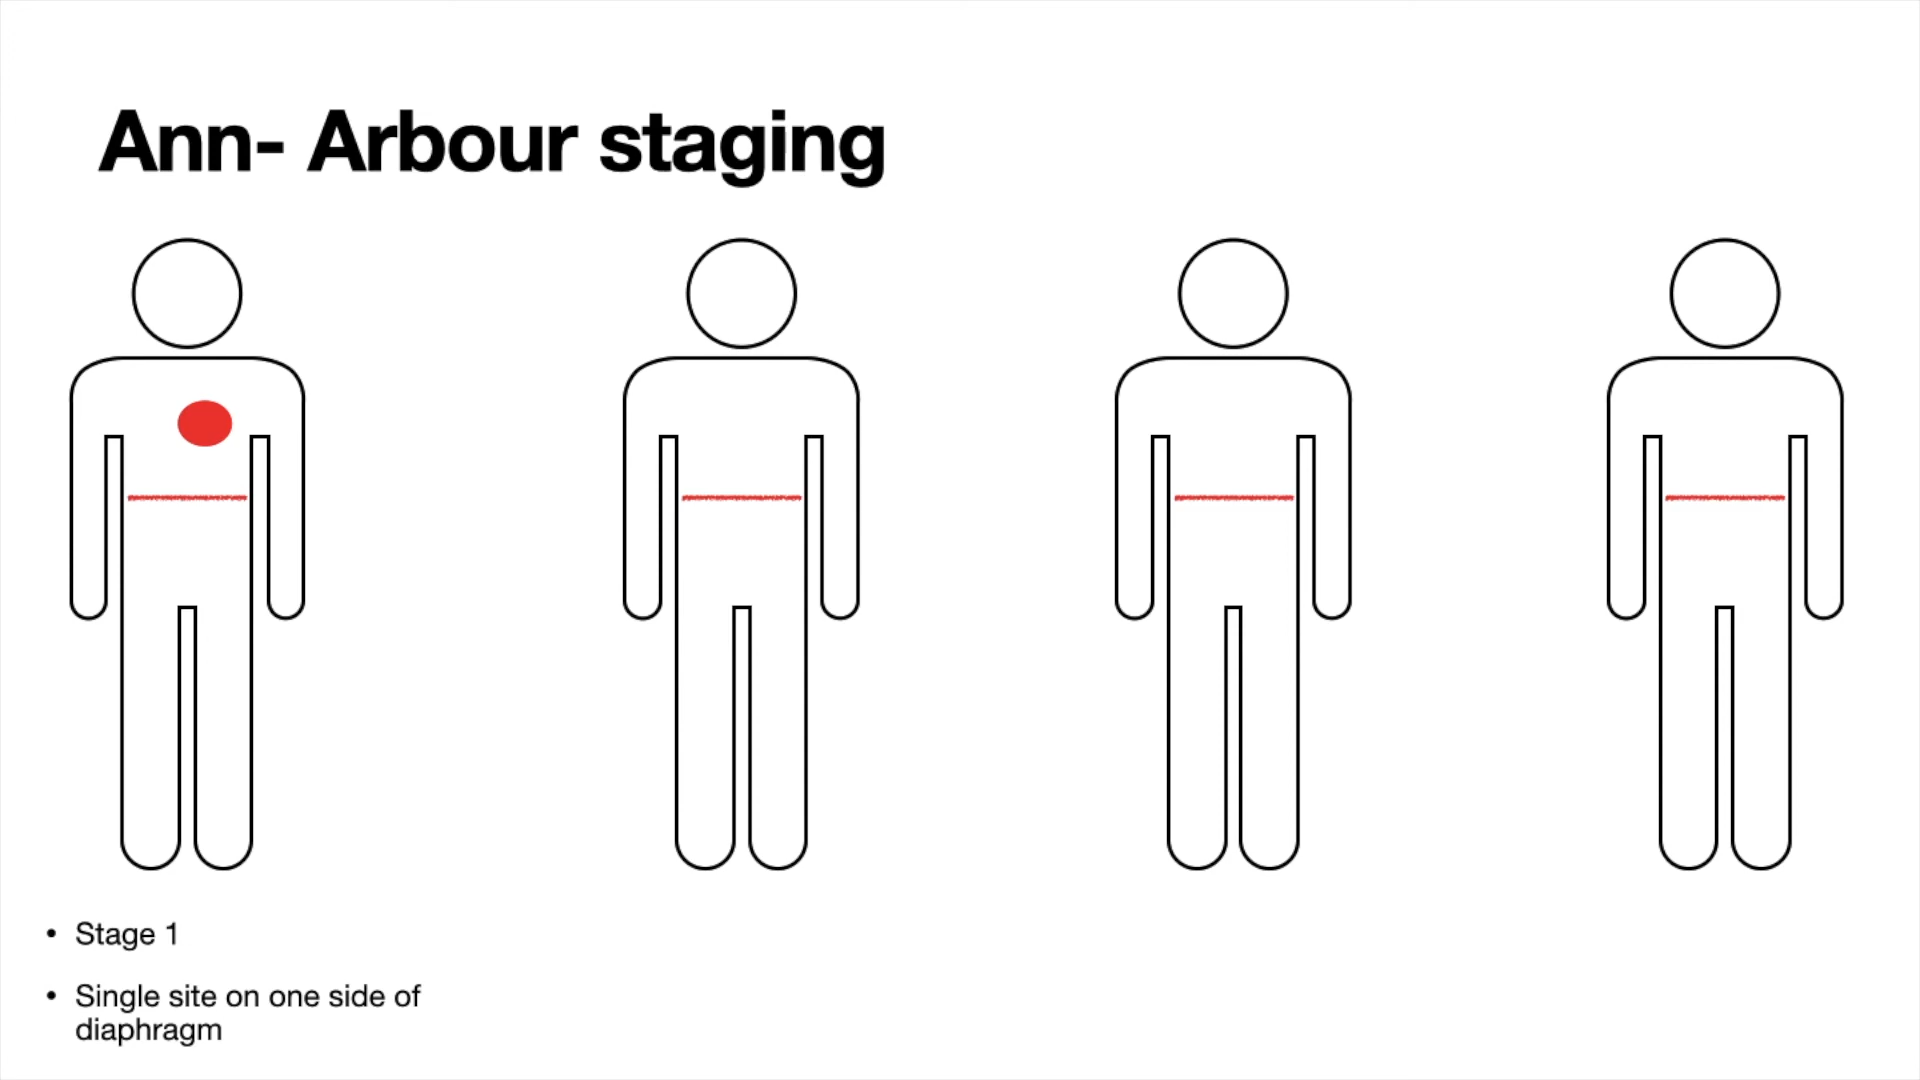 Ann- Arbour staging
• Stage 1
• Single site on one side of
diaphragm